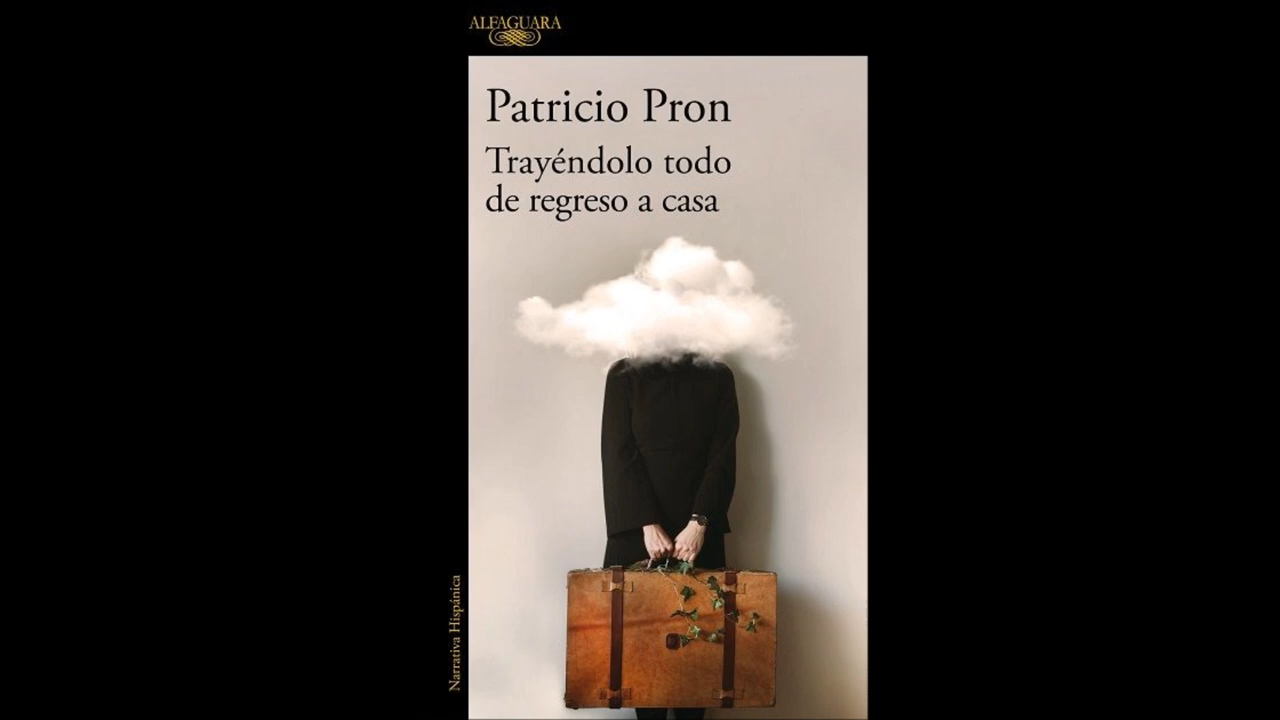 ALFAGUARA
Patricio Pron
Trayéndolo todo
de regreso a casa
Narrativa Hispánica